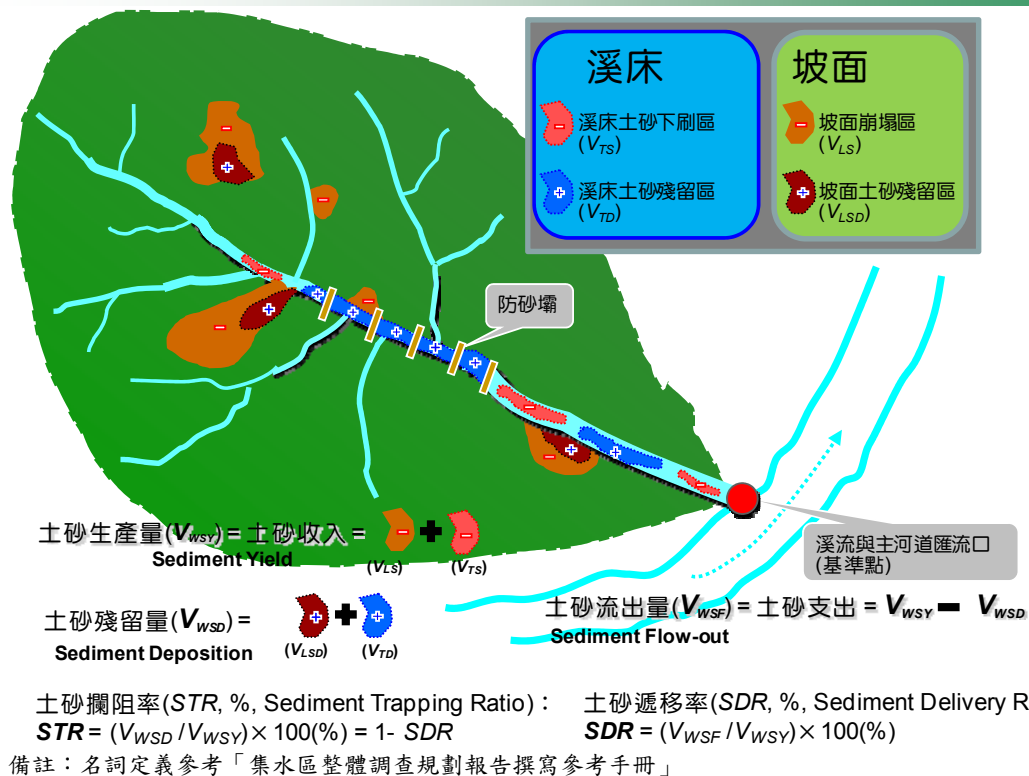 溪床
坡面
溪床土砂下刷區
(VTS)
坡面崩塌區
(VLS)
溪床土砂殘留區
(VTD)
坡面土砂殘留區
(VLSD)
防砂壩
溪流與主河道匯流口
(基準點)
土砂生產量(VWSY) = 土砂收入 =
Sediment Yield
(VLS)
(VTS)
土砂殘留量(VWSD) =
Sediment Deposition
(VLSD)
(VTD)
土砂流出量(VWSF) = 土砂支出 = VWSY － VWSD
Sediment Flow-out
土砂攔阻率(STR, %, Sediment Trapping Ratio)：
STR = (VWSD /VWSY)× 100(%) = 1- SDR
土砂遞移率(SDR, %, Sediment Delivery R
SDR = (VWSF /VWSY)× 100(%)
備註：名詞定義參考「集水區整體調查規劃報告撰寫參考手冊」